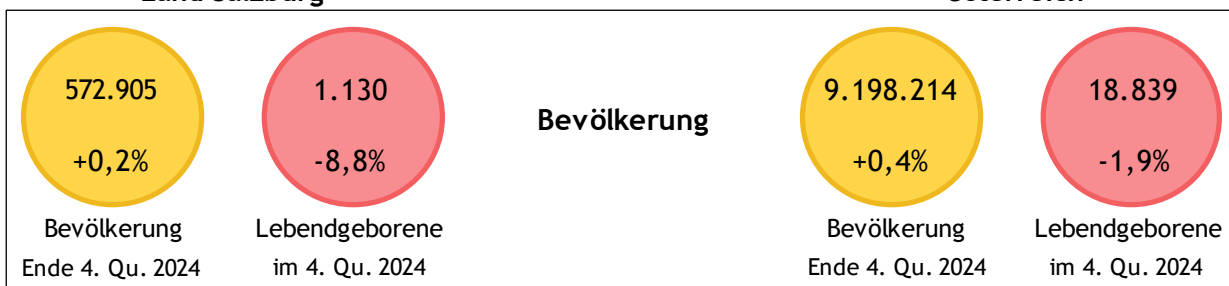 572.905
+0,2%
Bevölkerung
Ende 4. Qu. 2024
1.130
-8,8%
Lebendgeborene
im 4. Qu. 2024
Bevölkerung
9.198.214
+0,4%
Bevölkerung
Ende 4. Qu. 2024
18.839
-1,9%
Lebendgeborene
im 4. Qu. 2024